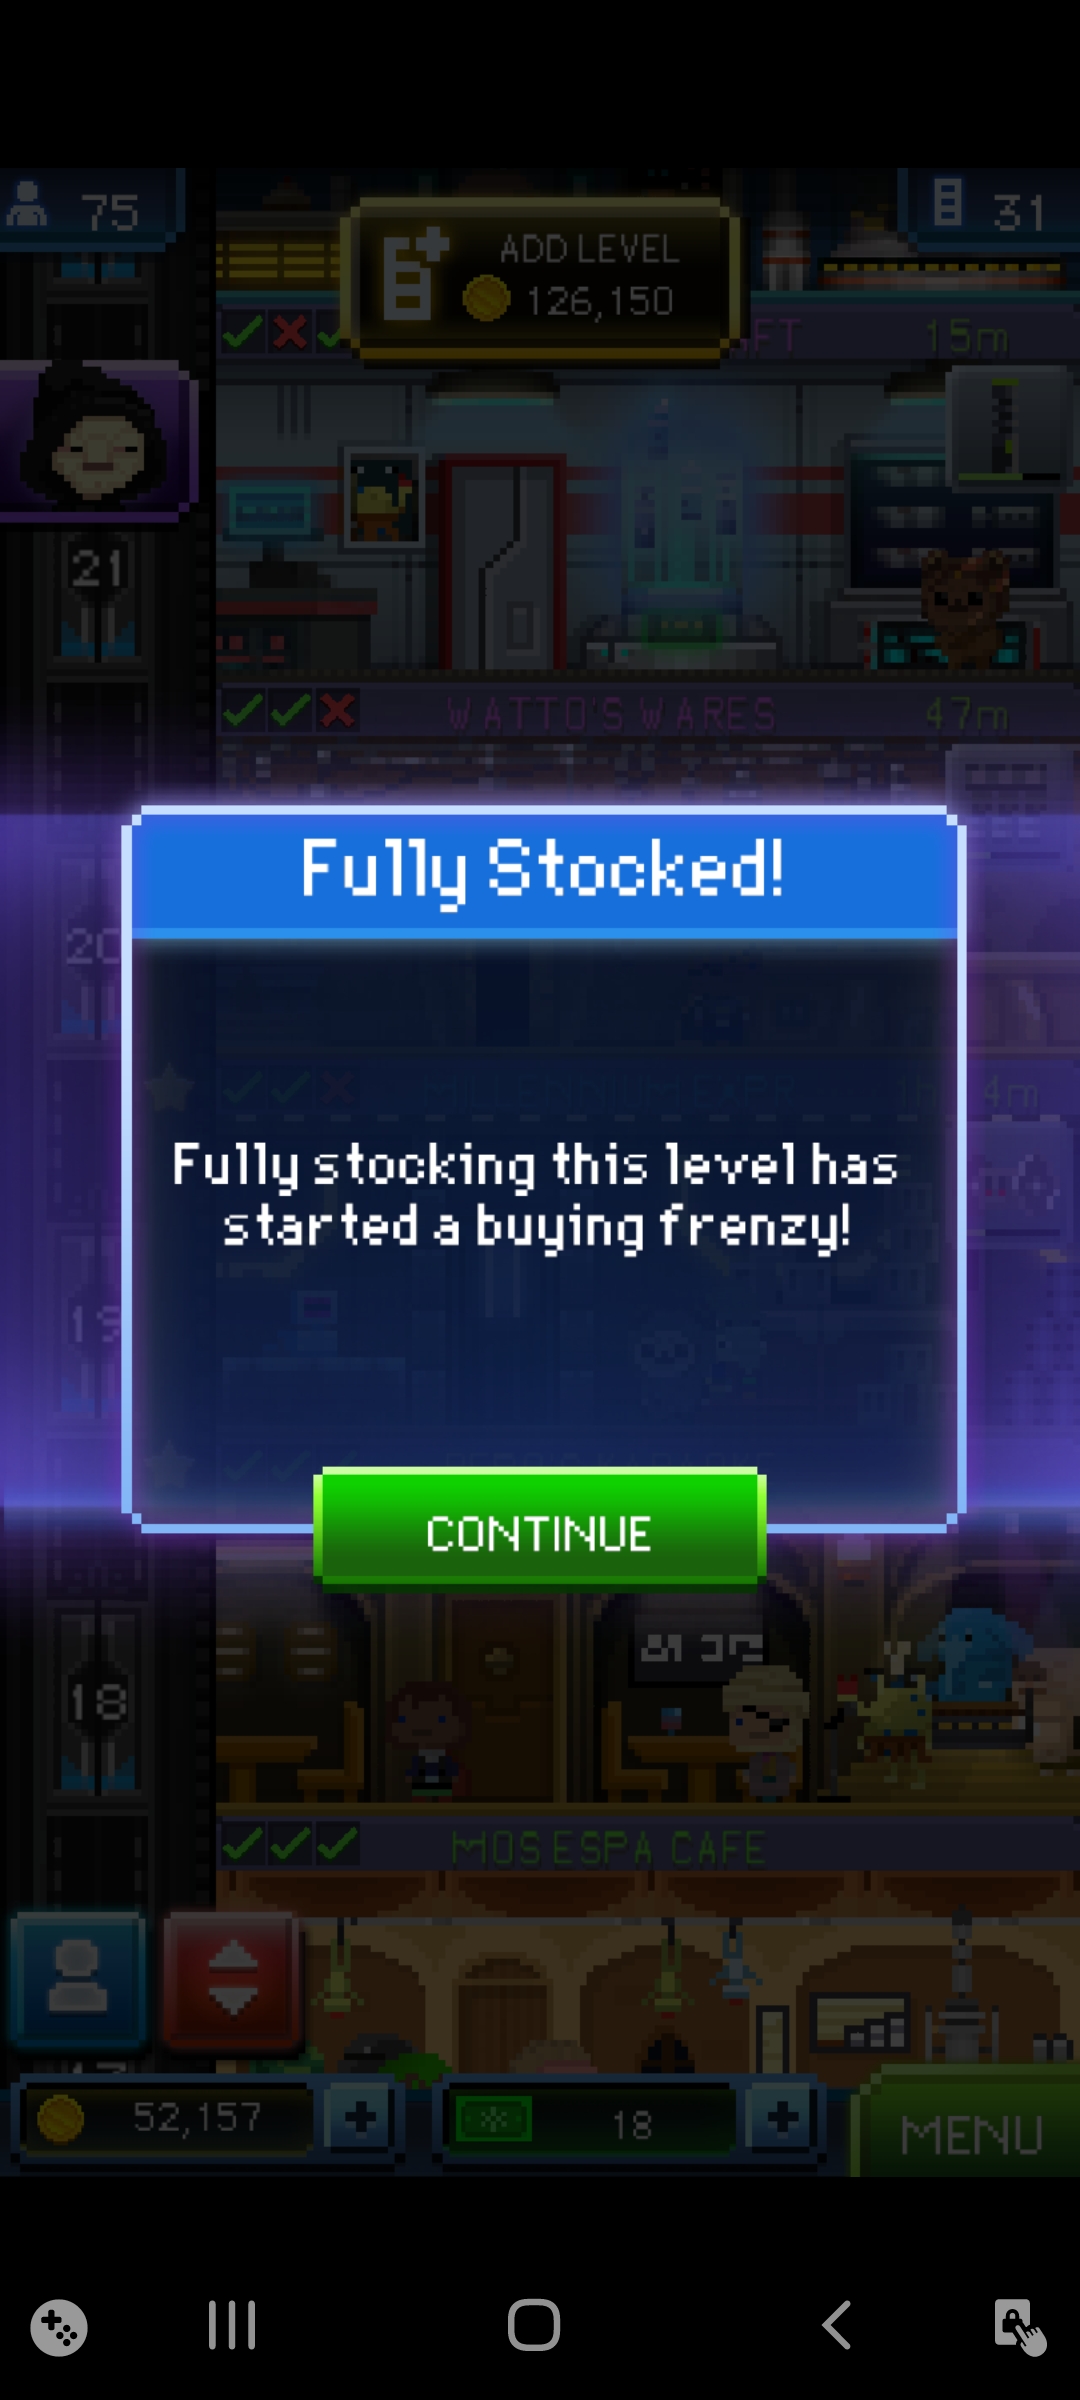 75
ADD LEVEL
126,150
31
15m
21
WATTO'S WARES
47m
Fully Stocked!
20
4m
Fully stocking this level has
started a buying frenzy!
19
CONTINUE
18
MOS ESPA CAFE
52,157
18
MENU